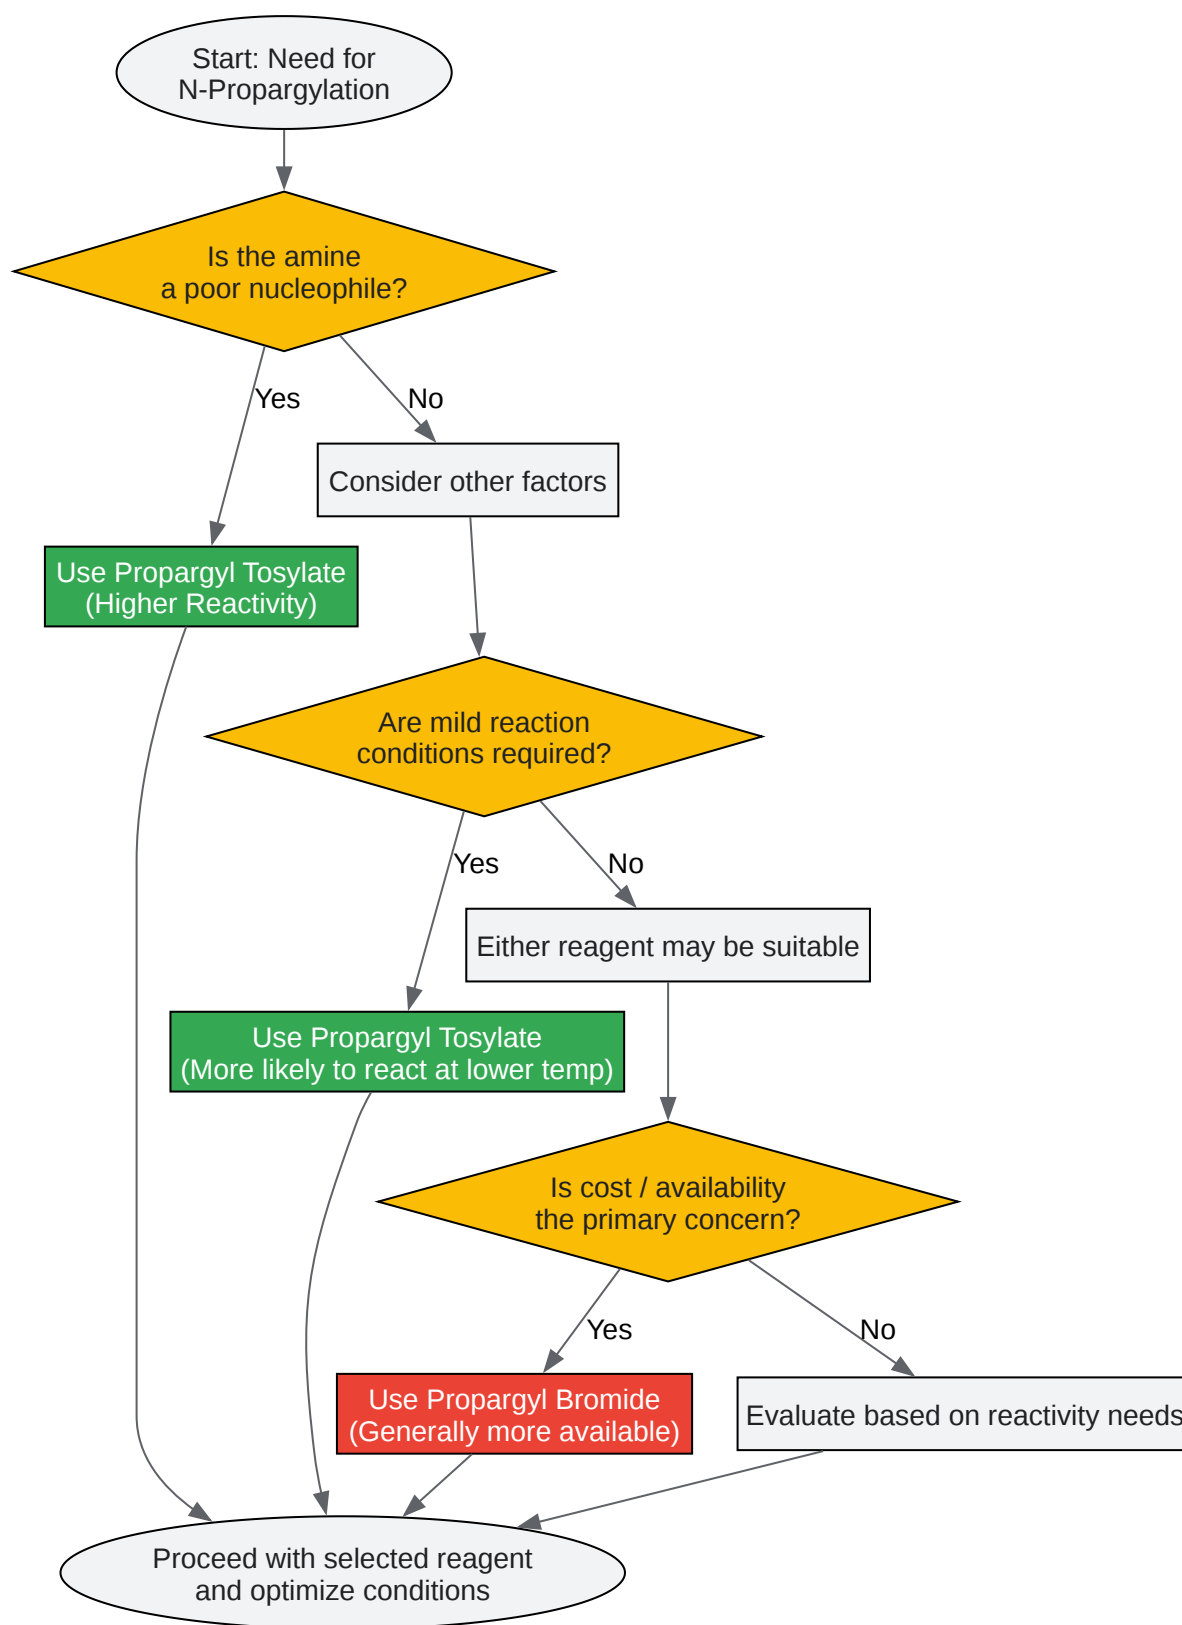 Start: Need for
N-Propargylation
Is the amine
a poor nucleophile?
Yes
No
Consider other factors
Use Propargyl Tosylate
(Higher Reactivity)
Are mild reaction
conditions required?
Yes
No
Either reagent may be suitable
Use Propargyl Tosylate
(More likely to react at lower temp)
Is cost / availability
the primary concern?
Yes
No
Use Propargyl Bromide
(Generally more available)
Evaluate based on reactivity needs
Proceed with selected reagent
and optimize conditions